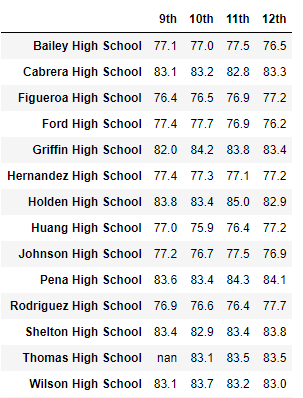 9th 10th 11th 12th
Bailey High School 77.1 77.0 77.5 76.5
Cabrera High School 83.1 83.2 82.8 83.3
Figueroa High School 76.4 76.5 76.9 77.2
Ford High School 77.4 77.7 76.9 76.2
Griffin High School 82.0 84.2 83.8 83.4
Hernandez High School 77.4 77.3 77.1 77.2
Holden High School 83.8 83.4 85.0 82.9
Huang High School 77.0 75.9 76.4 77.2
Johnson High School 77.2 76.7 77.5 76.9
Pena High School 83.6 83.4 84.3 84.1
Rodriguez High School 76.9 76.6 76.4 77.7
Shelton High School 83.4 82.9 83.4 83.8
Thomas High School nan 83.1 83.5 83.5
Wilson High School 83.1 83.7 83.2 83.0